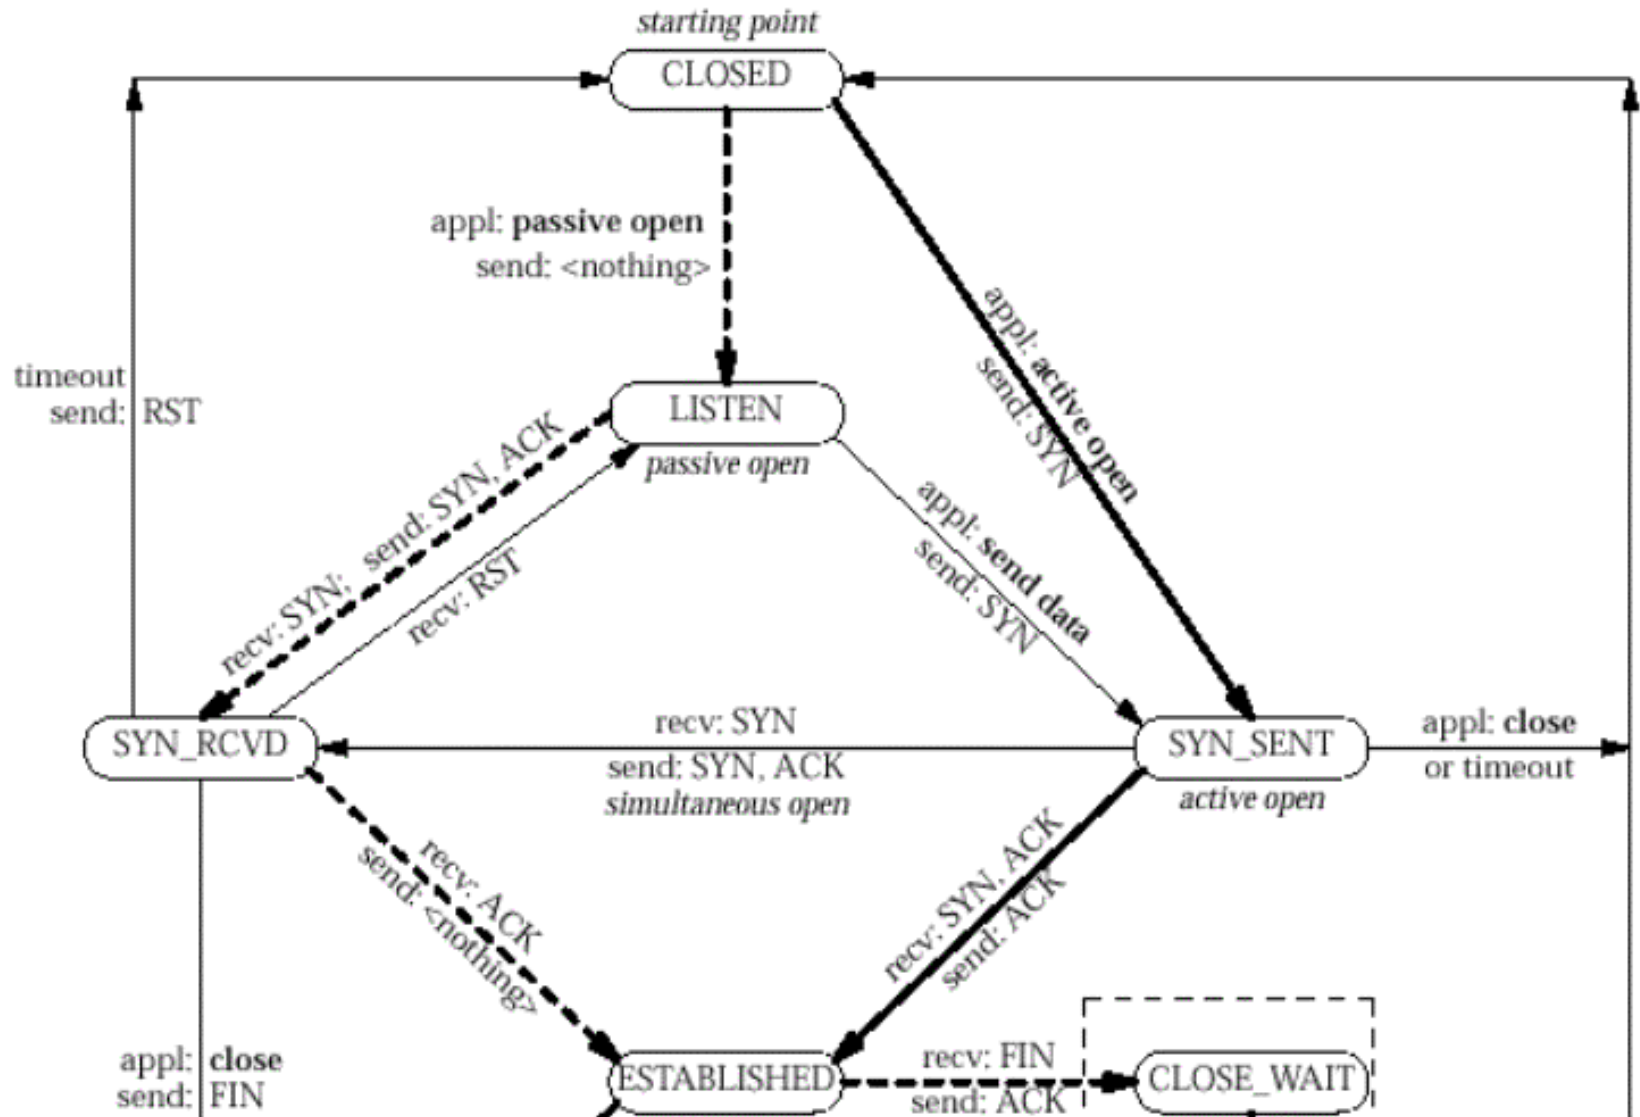 starting point
CLOSED
appl: passive open
send: <nothing>
appl: active open
send: SYN
timeout
send: RST
LISTEN
passive open
recv: SYN; send: SYN, ACK
recv: RST
appl: send data
send: SYN
SYN_RCVD
recv: SYN
send: SYN, ACK
simultaneous open
SYN_SENT
active open
appl: close
or timeout
recv: ACK
send: <nothing>
recv: SYN, ACK
send: ACK
appl: close
send: FIN
ESTABLISHED
recv: FIN
send: ACK
CLOSE_WAIT